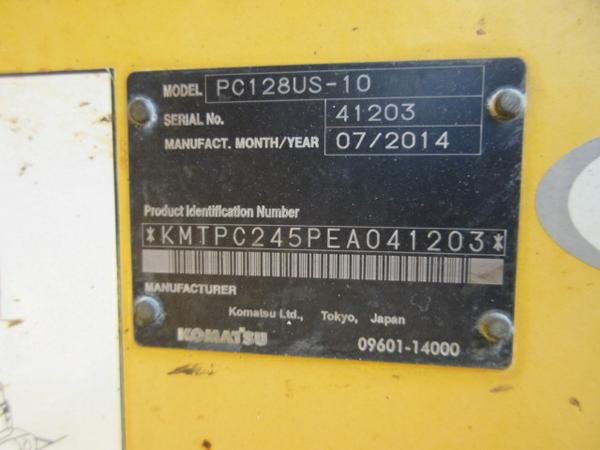 MODEL PC128US-10
SERIAL No. 41203
MANUFACT. MONTH/YEAR 07/2014
Product Identification Number
*KMTPC245PEA041203*
MANUFACTURER
Komatsu Ltd., Tokyo, Japan
KOMATSU 09601-14000